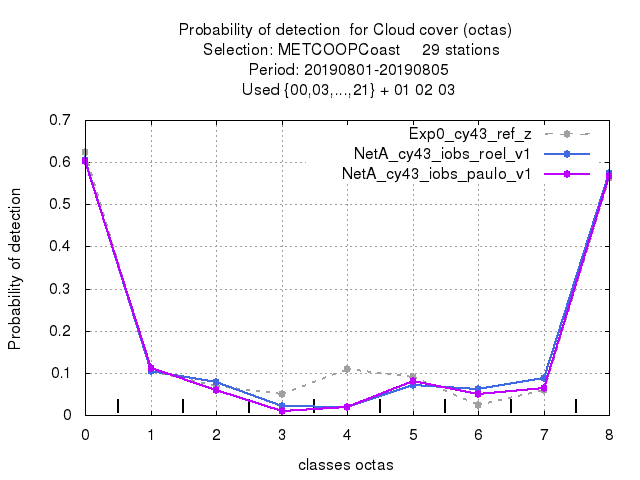 Probability of detection  for Cloud cover (octas)
Selection: METCOOPCoast     29 stations
Period: 20190801-20190805
Used {00,03,...,21} + 01 02 03
Exp0_cy43_ref_z
NetA_cy43_iobs_roel_v1
NetA_cy43_iobs_paulo_v1
Probability of detection
0.7
0.6
0.5
0.4
0.3
0.2
0.1
0
0 1 2 3 4 5 6 7 8
classes octas